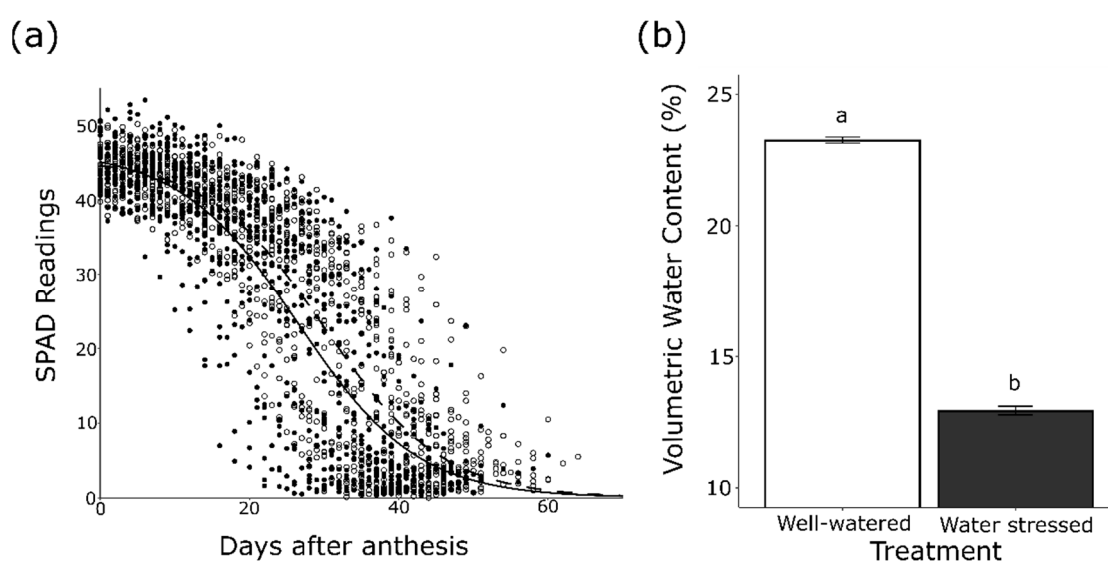 (a)
SPAD Readings
50
40
30
20
10
0
0
20
40
60
Days after anthesis
(b)
Volumetric Water Content (%)
25
20
15
10
a
b
Well-watered
Water stressed
Treatment